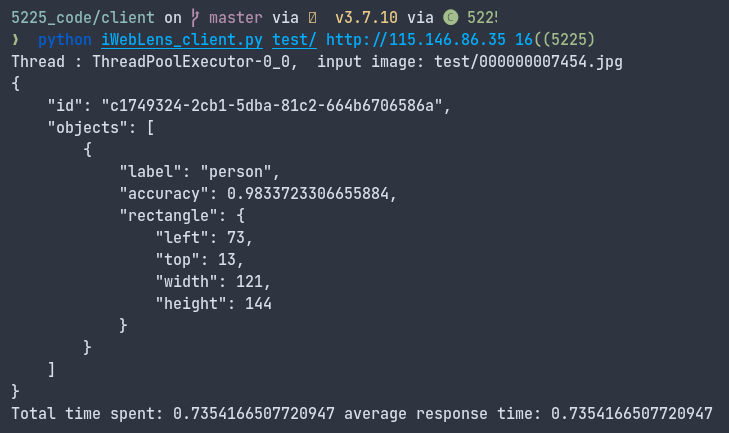 5225_code/client on master via v3.7.10 via C 5225
❯ python iWebLens_client.py test/ http://115.146.86.35 16((5225)
Thread : ThreadPoolExecutor-0_0,  input image: test/000000007454.jpg
{
    "id": "c1749324-2cb1-5dba-81c2-664b6706586a",
    "objects": [
        {
            "label": "person",
            "accuracy": 0.9833723306655884,
            "rectangle": {
                "left": 73,
                "top": 13,
                "width": 121,
                "height": 144
            }
        }
    ]
}
Total time spent: 0.7354166507720947 average response time: 0.7354166507720947